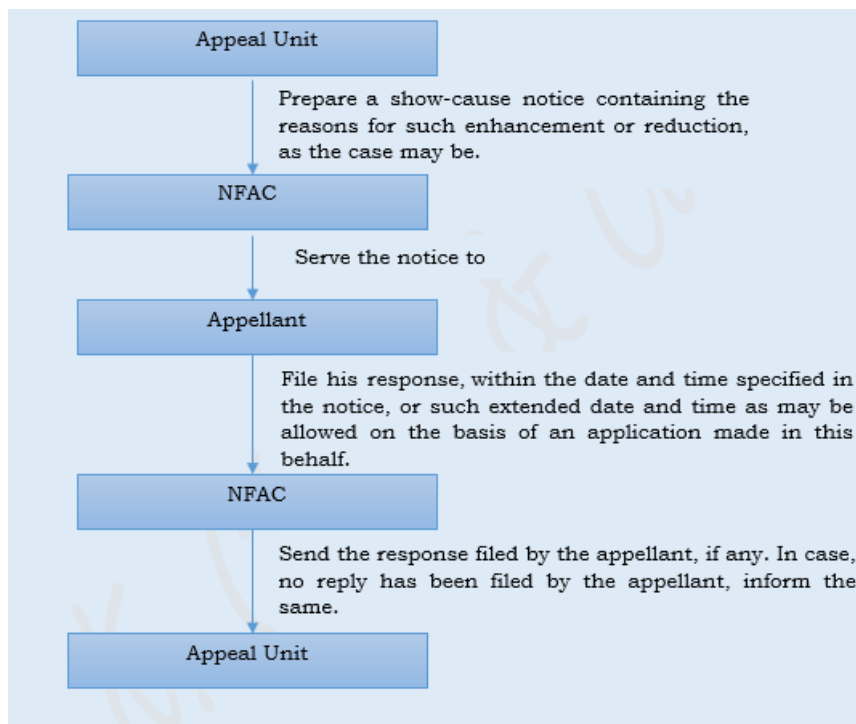 Appeal Unit
Prepare a show-cause notice containing the
reasons for such enhancement or reduction,
as the case may be.
NFAC
Serve the notice to
Appellant
File his response, within the date and time specified in
the notice, or such extended date and time as may be
allowed on the basis of an application made in this
behalf.
NFAC
Send the response filed by the appellant, if any. In case,
no reply has been filed by the appellant, inform the
same.
Appeal Unit